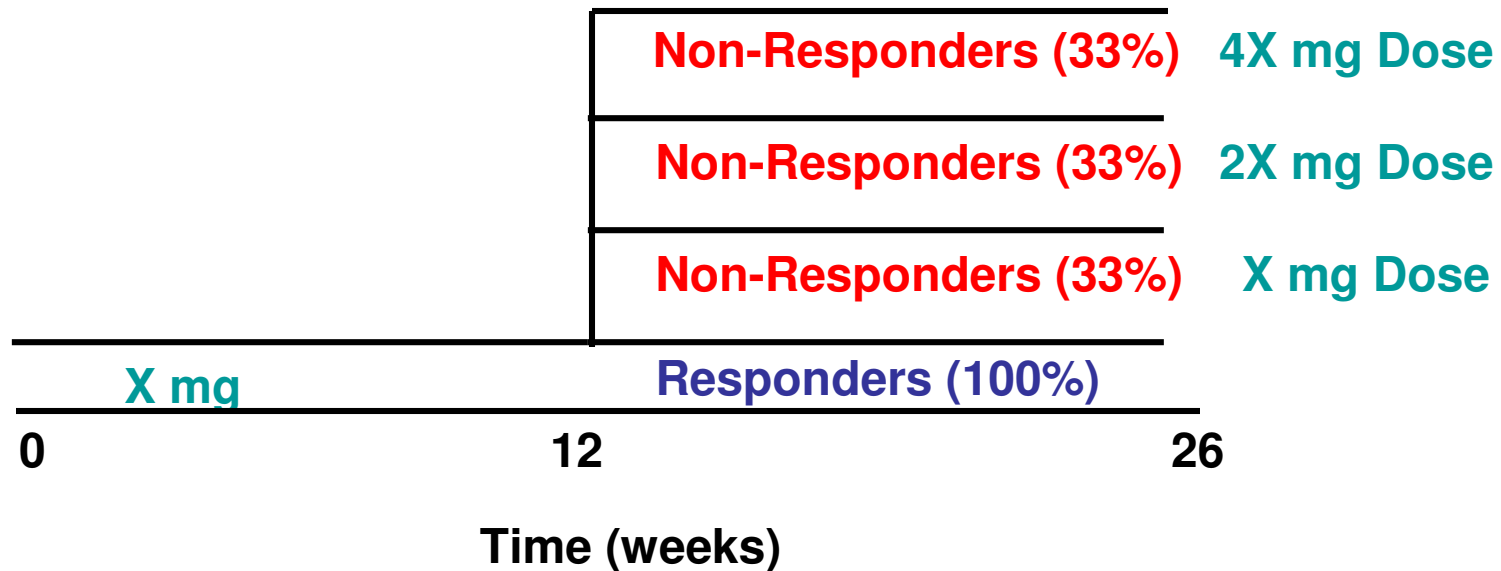 Non-Responders (33%) 4X mg Dose
Non-Responders (33%) 2X mg Dose
Non-Responders (33%) X mg Dose
X mg Responders (100%)
0 12 26
Time (weeks)